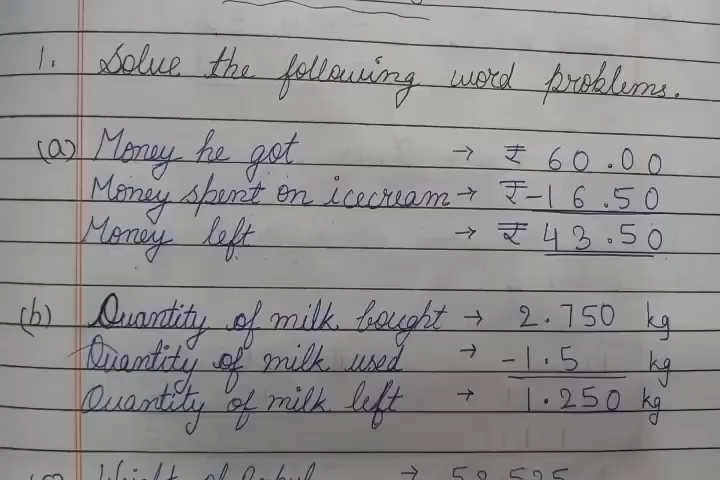 1. Solve the following word problems.
(a) Money he got → ₹ 60.00
Money spent on icecream → ₹ -16.50
Money left → ₹ 43.50
(b) Quantity of milk bought → 2.750 kg
Quantity of milk used → -1.5 kg
Quantity of milk left → 1.250 kg
→